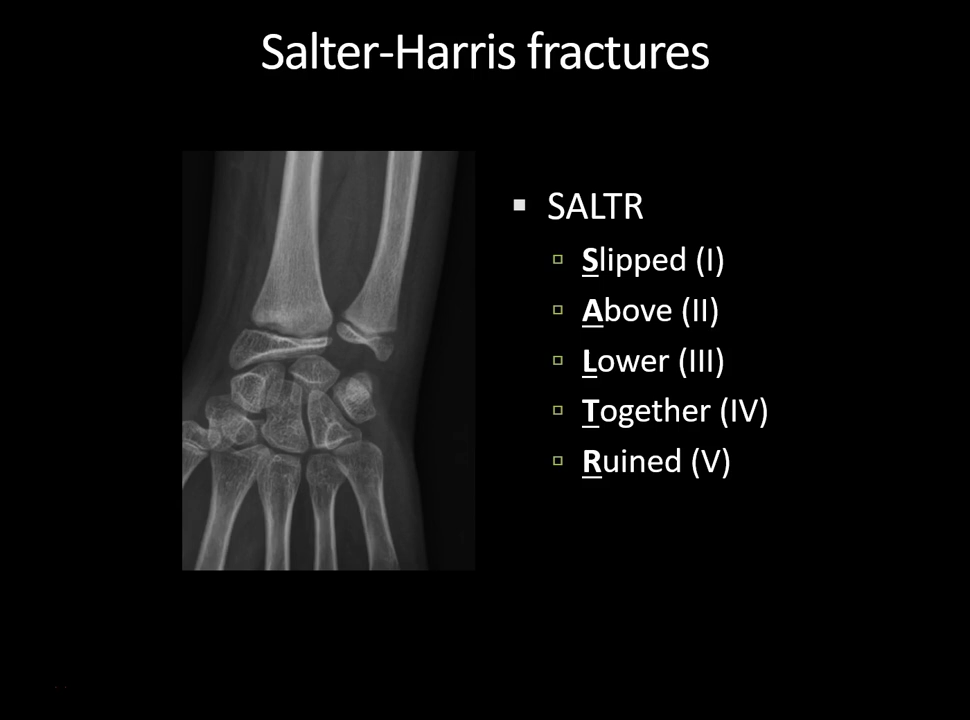 Salter-Harris fractures
SALTR
Slipped (I)
Above (II)
Lower (III)
Together (IV)
Ruined (V)